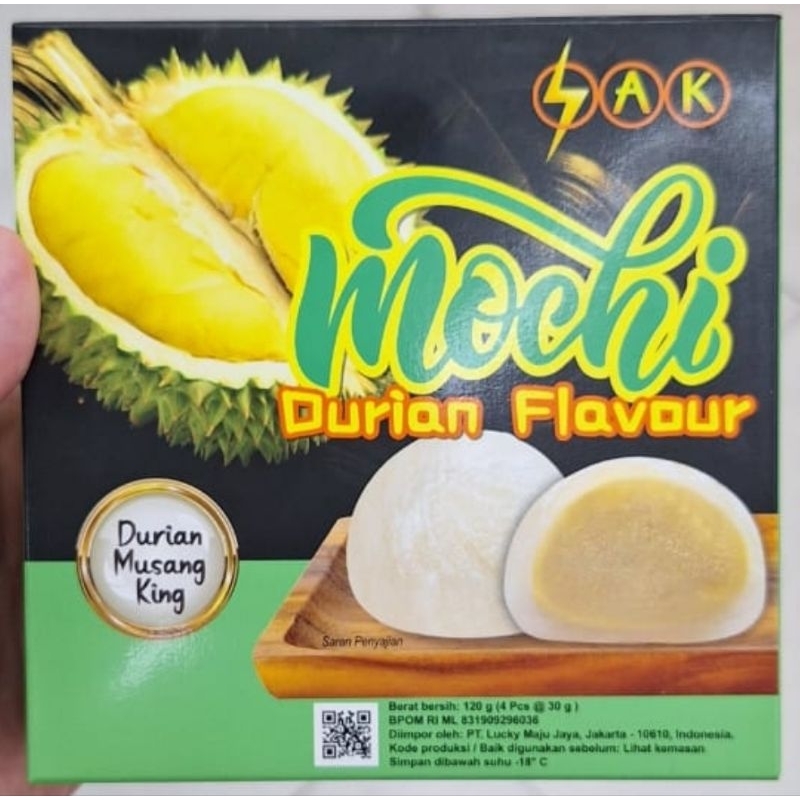 SAK
mochi
Durian Flavour
Durian
Musang
King
Saran Penyajian
Berat bersih: 120 g (4 Pcs @ 30 g )
BPOM RI ML 831909296036
Diimpor oleh: PT. Lucky Maju Jaya, Jakarta - 10610, Indonesia.
Kode produksi / Baik digunakan sebelum: Lihat kemasan
Simpan dibawah suhu -18° C